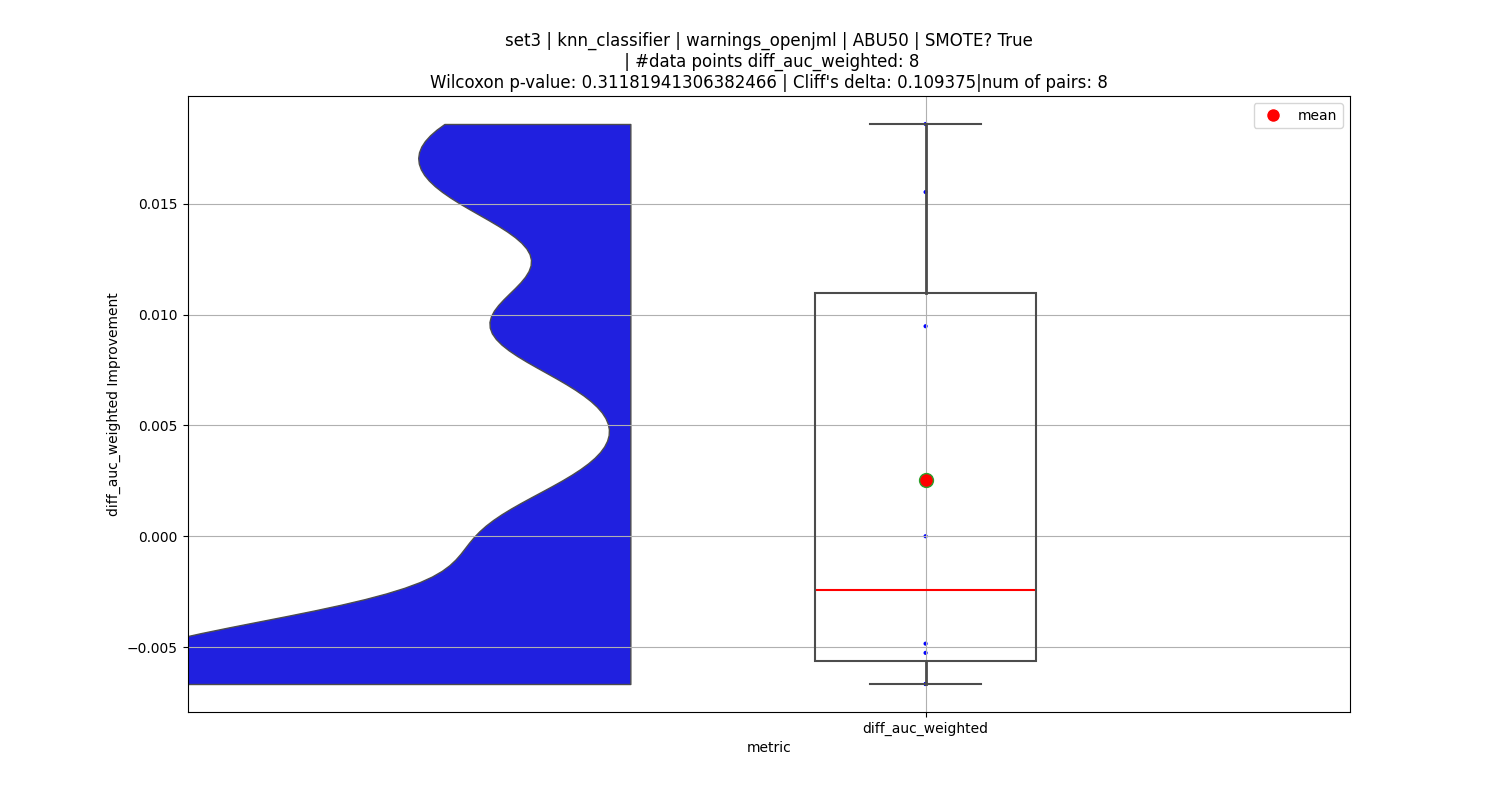 set3 | knn_classifier | warnings_openjml | ABU50 | SMOTE? True
| #data points diff_auc_weighted: 8
Wilcoxon p-value: 0.31181941306382466 | Cliff's delta: 0.109375|num of pairs: 8
mean
0.015
0.010
0.005
0.000
−0.005
diff_auc_weighted Improvement
diff_auc_weighted
metric